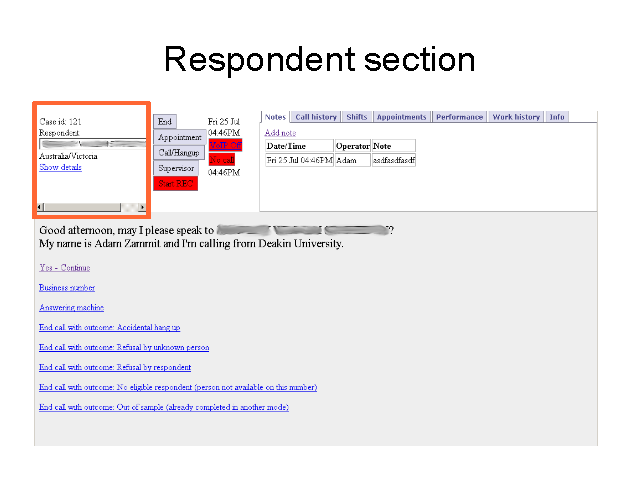 Respondent section
Case id: 121
Respondent
Australia/Victoria
Show details
End
Appointment
Call/Hangup
Supervisor
Start REC
Fri 25 Jul
04:46PM
VoIP Off
No call
04:46PM
Notes Call history Shifts Appointments Performance Work history Info
Add note
Date/Time Operator Note
Fri 25 Jul 04:46PM Adam asdfasdfasdf
Good afternoon, may I please speak to ?
My name is Adam Zammit and I'm calling from Deakin University.
Yes - Continue
Business number
Answering machine
End call with outcome: Accidental hang up
End call with outcome: Refusal by unknown person
End call with outcome: Refusal by respondent
End call with outcome: No eligible respondent (person not available on this number)
End call with outcome: Out of sample (already completed in another mode)